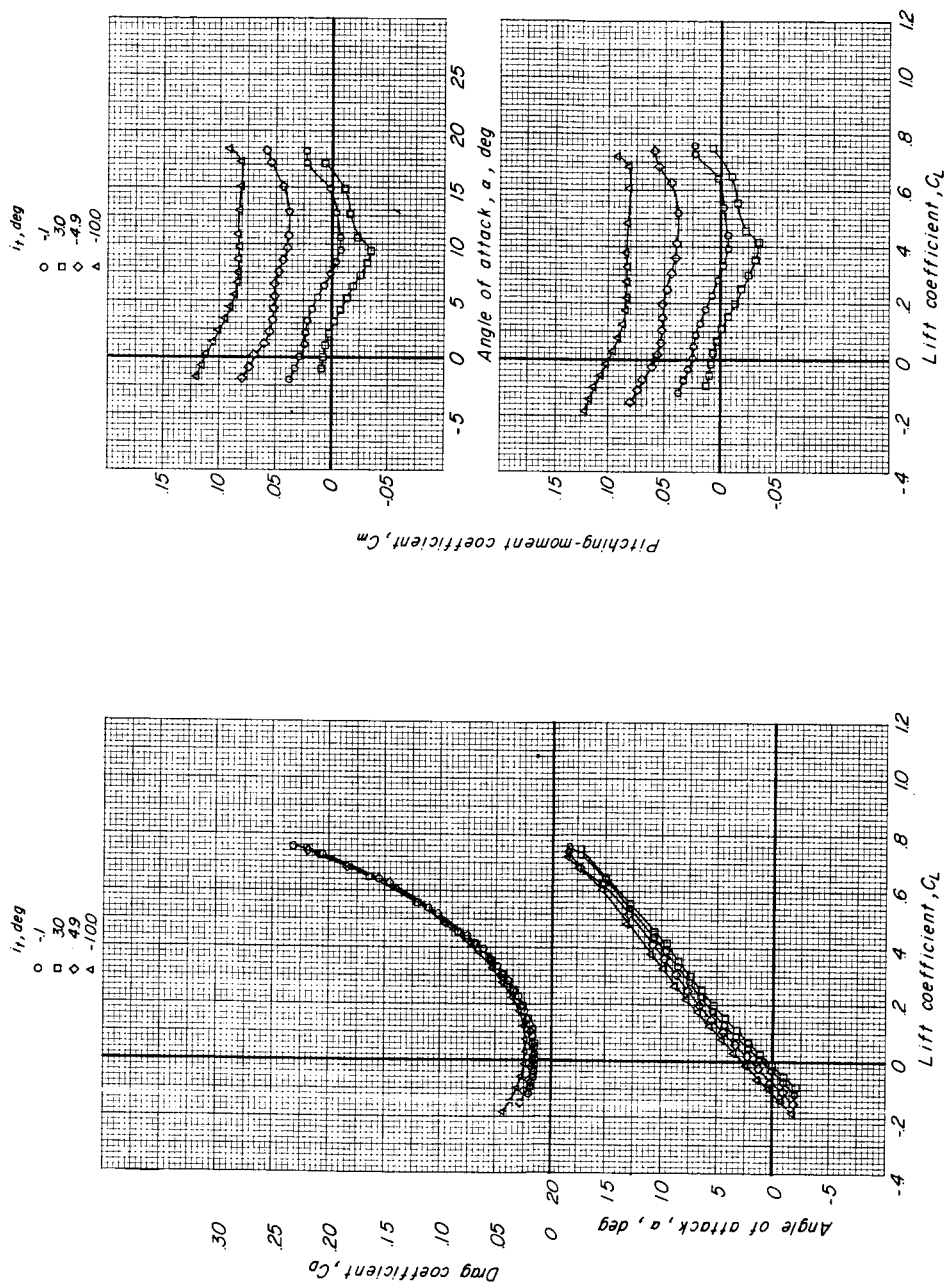 i_t, deg
○ -.1
□ 3.0
◇ -4.9
△ -10.0
.30
.25
.20
.15
.10
.05
0
Drag coefficient, C_D
20
15
10
5
0
-5
Angle of attack, α, deg
-.4 -.2 0 .2 .4 .6 .8 1.0 1.2
Lift coefficient, C_L
i_t, deg
○ -.1
□ 3.0
◇ -4.9
△ -10.0
.15
.10
.05
0
-.05
-5 0 5 10 15 20 25
Angle of attack, α, deg
Pitching-moment coefficient, C_m
.15
.10
.05
0
-.05
-.4 -.2 0 .2 .4 .6 .8 1.0 1.2
Lift coefficient, C_L